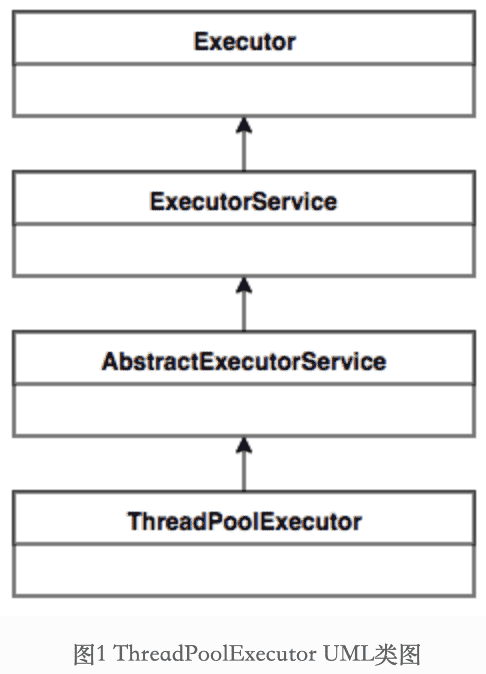 Executor
ExecutorService
AbstractExecutorService
ThreadPoolExecutor
图1 ThreadPoolExecutor UML类图